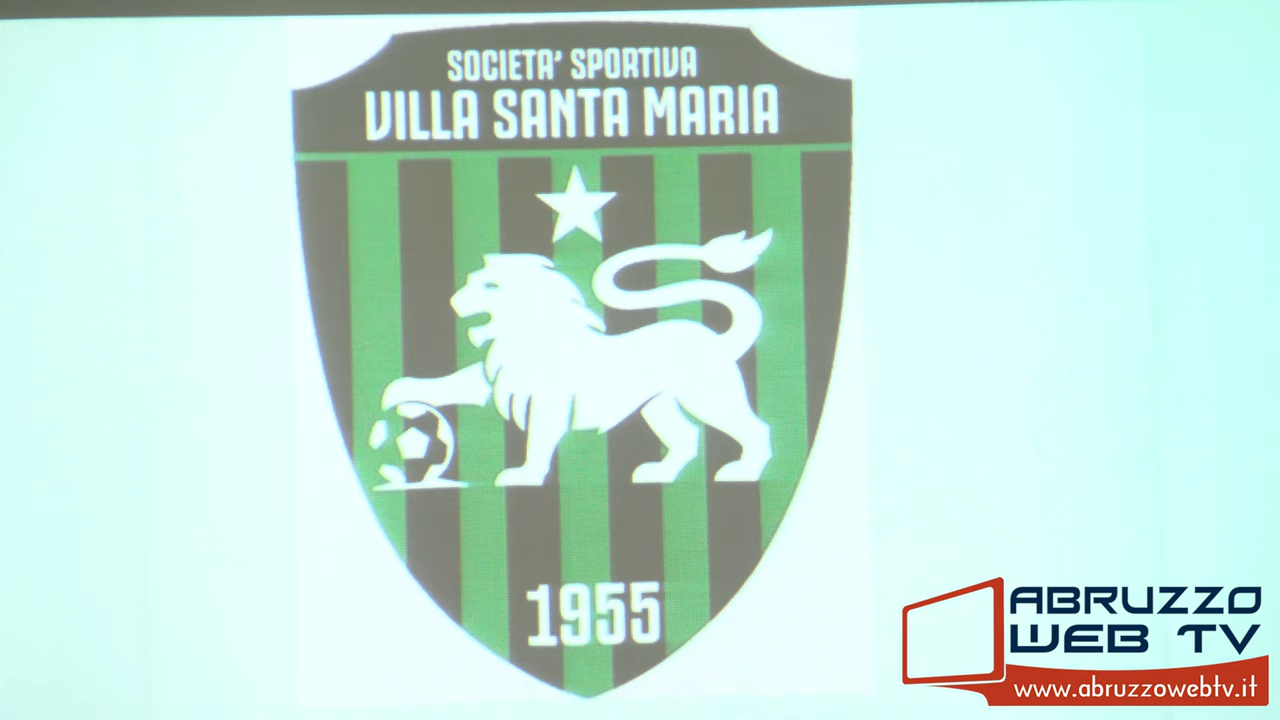 SOCIETA' SPORTIVA
VILLA SANTA MARIA
1955
ABRUZZO
WEB TV
www.abruzzowebtv.it